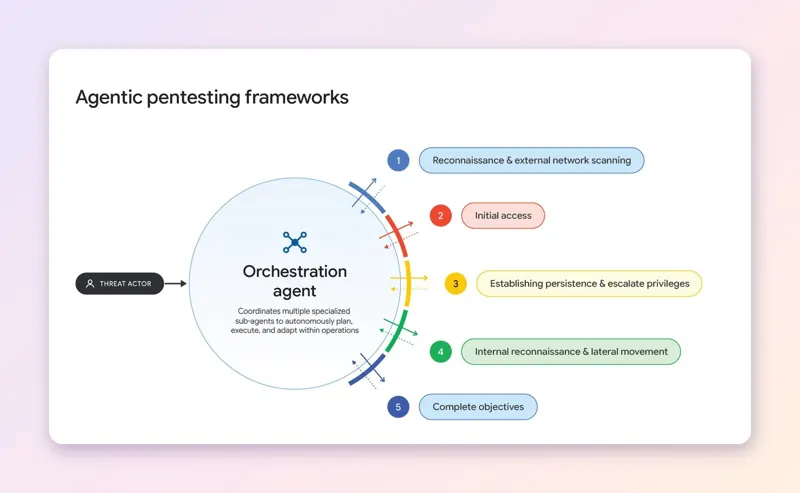 Agentic pentesting frameworks
THREAT ACTOR
Orchestration
agent
Coordinates multiple specialized
sub-agents to autonomously plan,
execute, and adapt within operations
1
Reconnaissance & external network scanning
2
Initial access
3
Establishing persistence & escalate privileges
4
Internal reconnaissance & lateral movement
5
Complete objectives